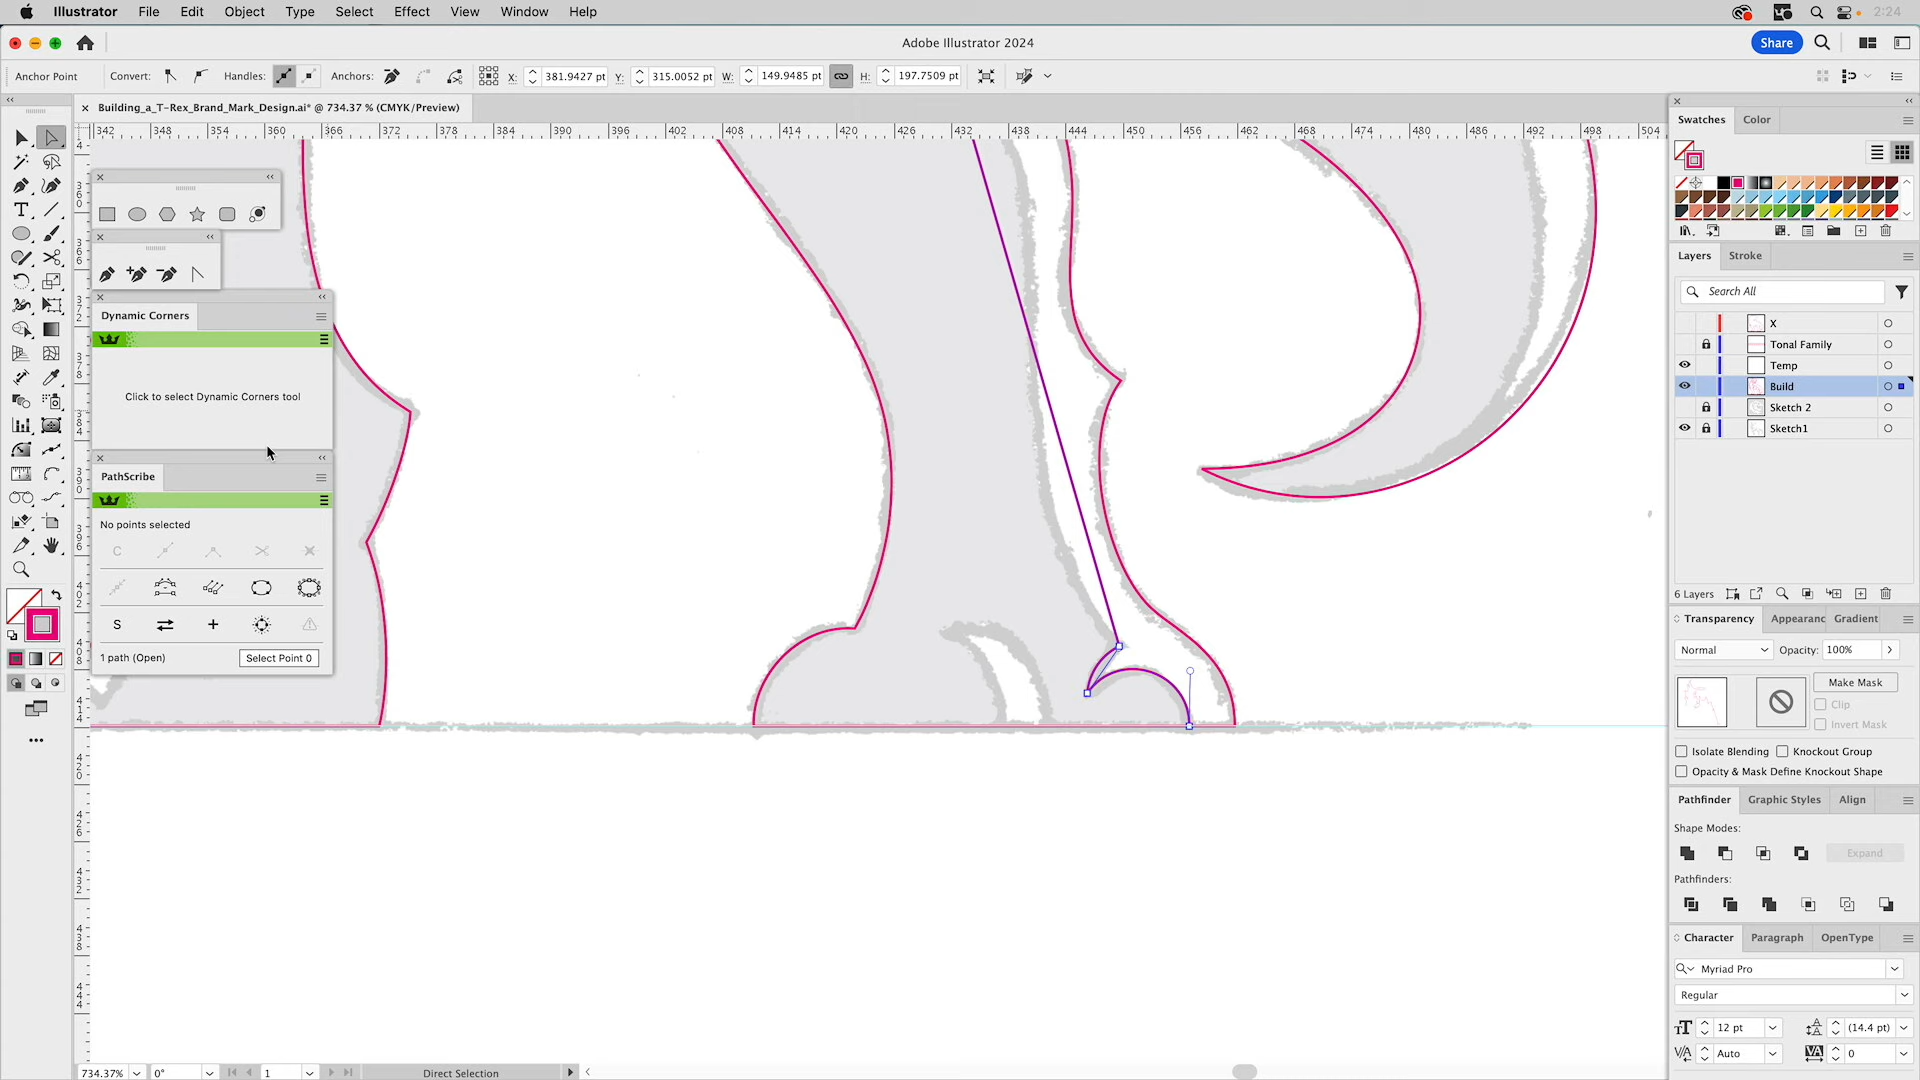 Illustrator File Edit Object Type Select Effect View Window Help 2:24
Adobe Illustrator 2024 Share
Anchor Point Convert: Handles: Anchors: X: 381.9427 pt Y: 315.0052 pt W: 149.9485 pt H: 197.7509 pt
Building_a_T-Rex_Brand_Mark_Design.ai* @ 734.37 % (CMYK/Preview)
342 348 354 360 366 372 378 384 390 396 402 408 414 420 426 432 438 444 450 456 462 468 474 480 486 492 498 504
Dynamic Corners
Click to select Dynamic Corners tool
PathScribe
No points selected
C
S
1 path (Open) Select Point 0
Swatches Color
Layers Stroke
Search All
X
Tonal Family
Temp
Build
Sketch 2
Sketch1
6 Layers
Transparency Appearanc Gradient
Normal Opacity: 100%
Make Mask
Clip
Invert Mask
Isolate Blending Knockout Group
Opacity & Mask Define Knockout Shape
Pathfinder Graphic Styles Align
Shape Modes:
Expand
Pathfinders:
Character Paragraph OpenType
Myriad Pro
Regular
12 pt (14.4 pt)
Auto 0
734.37% 0° 1 Direct Selection